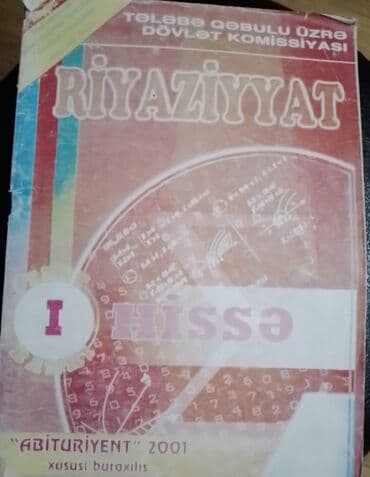 TƏLƏBƏ QƏBULU ÜZRƏ
DÖVLƏT KOMİSSİYASI
RİYAZİYYAT
I HİSSƏ
"ABİTURİYENT" 2001
xüsusi buraxılış